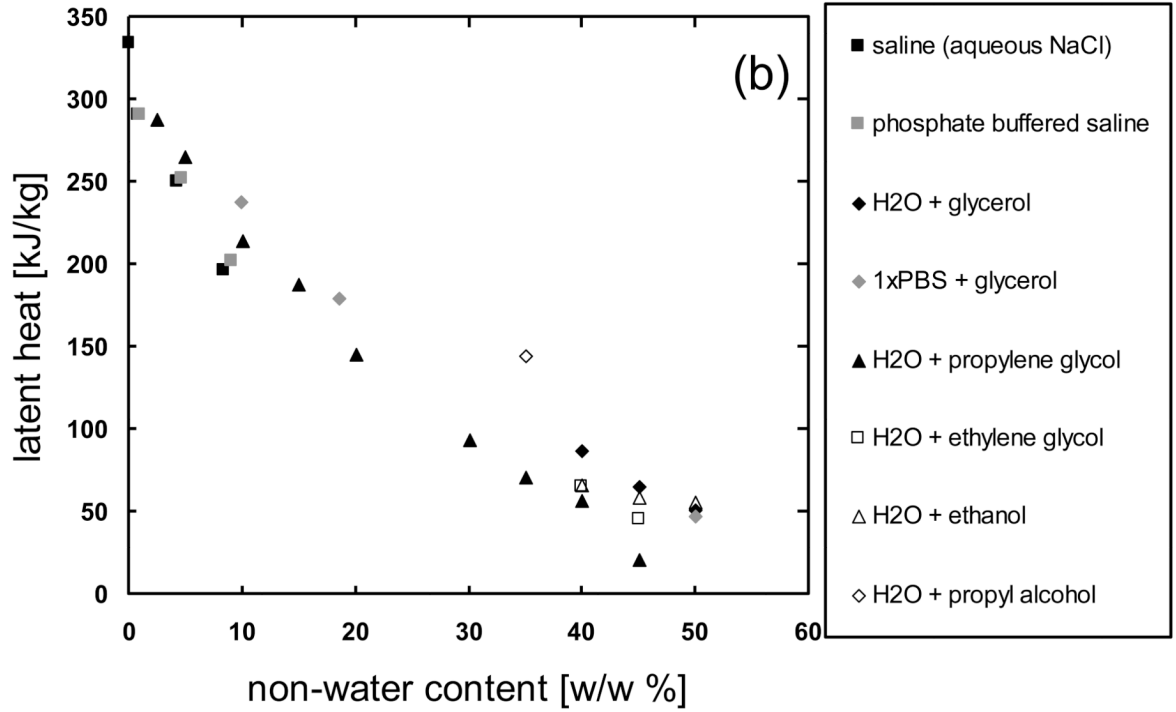 350
300
250
200
150
100
50
0
0 10 20 30 40 50 60
latent heat [kJ/kg]
non-water content [w/w %]
(b)
saline (aqueous NaCl)
phosphate buffered saline
H2O + glycerol
1xPBS + glycerol
H2O + propylene glycol
H2O + ethylene glycol
H2O + ethanol
H2O + propyl alcohol